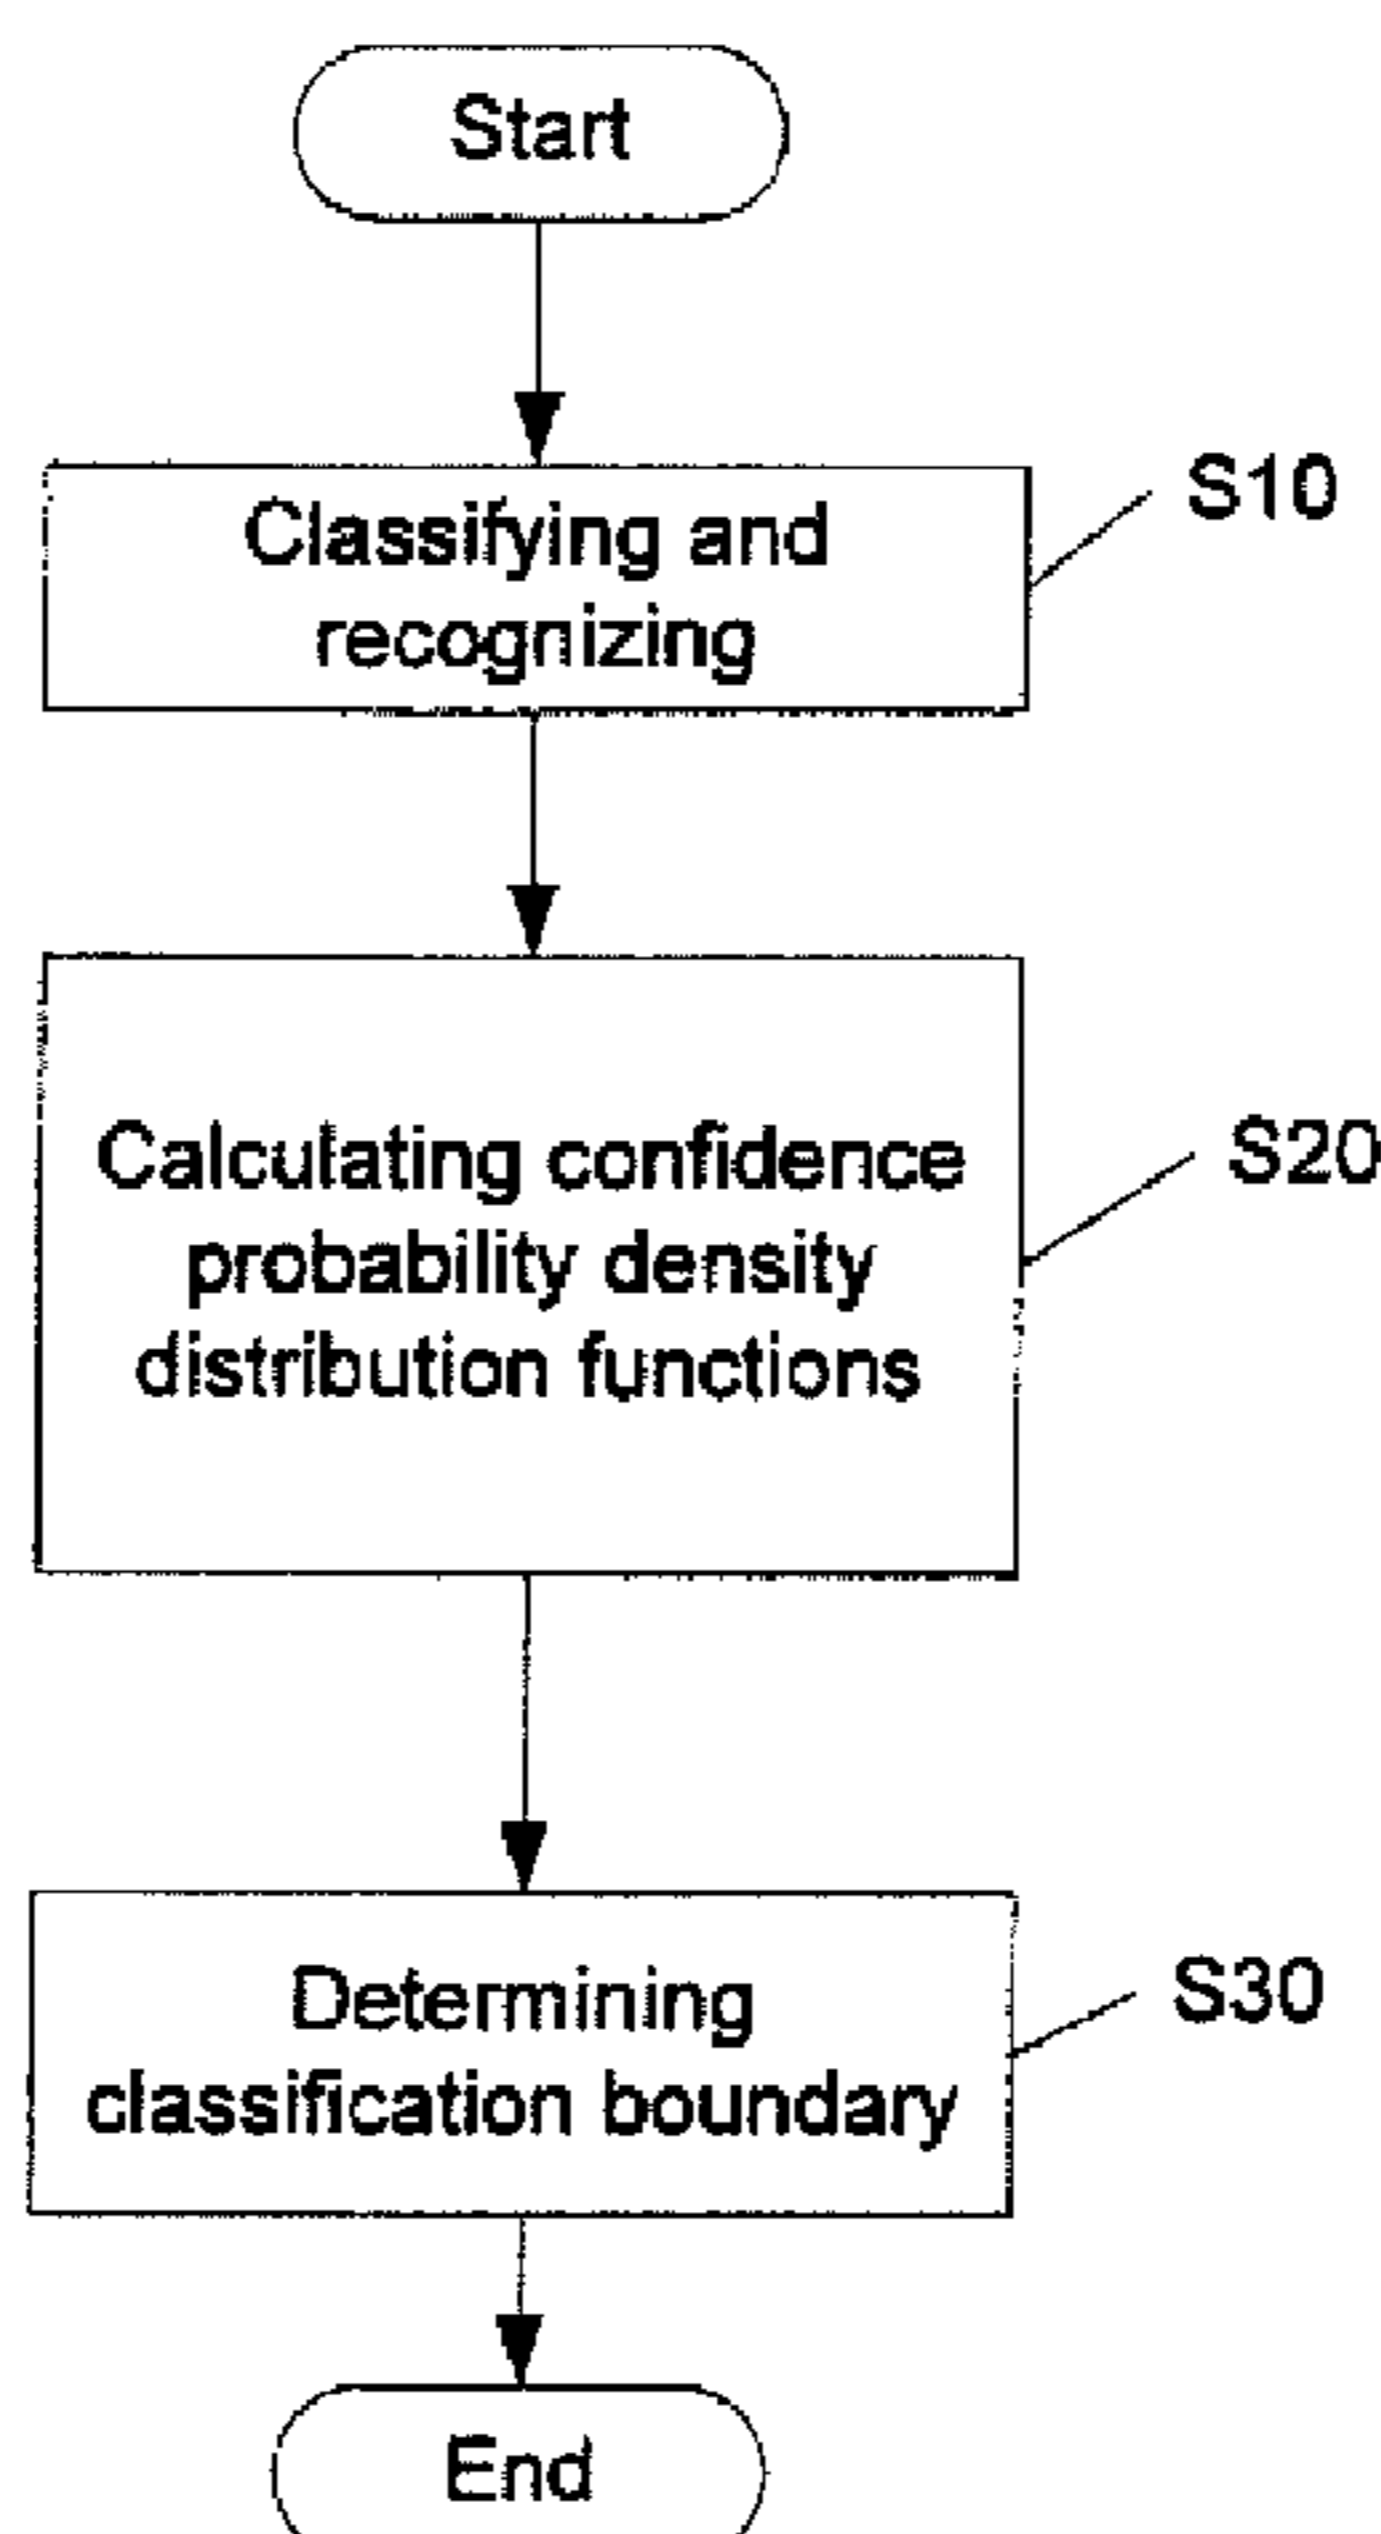 Start
S10
Classifying and
recognizing
S20
Calculating confidence
probability density
distribution functions
S30
Determining
classification boundary
End